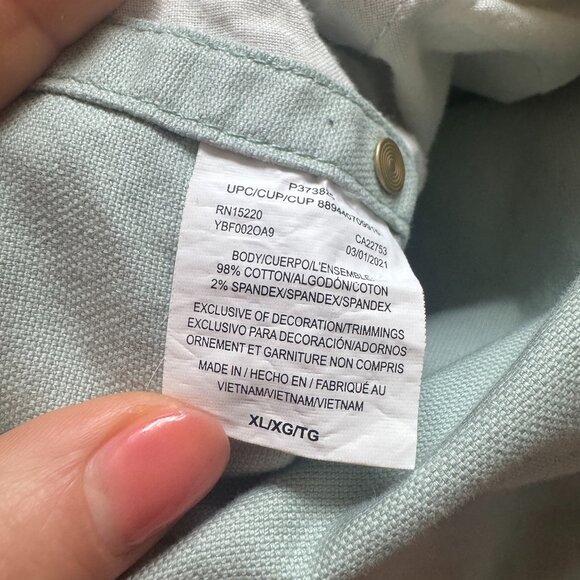 UPC/CUP/CUP
RN15220 CA22753
YBF002OA9 03/01/2021
BODY/CUERPO/L'ENSEMBLE
98% COTTON/ALGODÓN/COTON
2% SPANDEX/SPANDEX/SPANDEX
EXCLUSIVE OF DECORATION/TRIMMINGS
EXCLUSIVO PARA DECORACIÓN/ADORNOS
ORNEMENT ET GARNITURE NON COMPRIS
MADE IN / HECHO EN / FABRIQUÉ AU
VIETNAM/VIETNAM/VIETNAM
XL/XG/TG